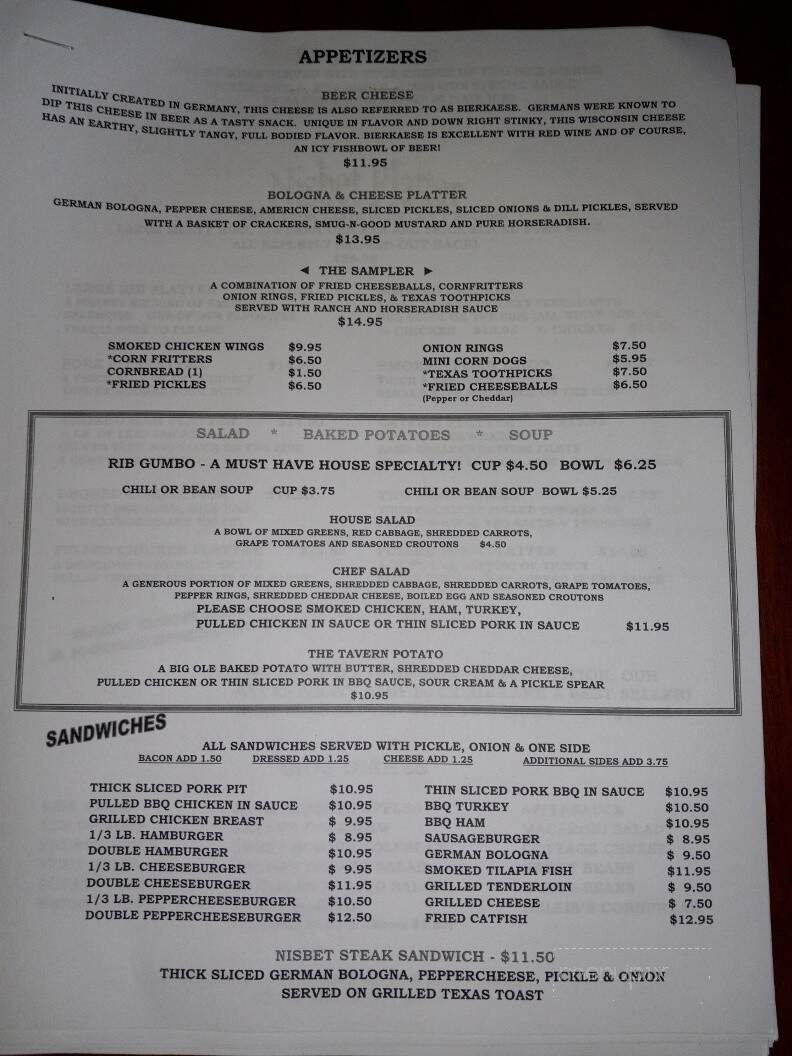 APPETIZERS
BEER CHEESE
INITIALLY CREATED IN GERMANY, THIS CHEESE IS ALSO REFERRED TO AS BIERKAESE. GERMANS WERE KNOWN TO
DIP THIS CHEESE IN BEER AS A TASTY SNACK. UNIQUE IN FLAVOR AND DOWN RIGHT STINKY, THIS WISCONSIN CHEESE
HAS AN EARTHY, SLIGHTLY TANGY, FULL BODIED FLAVOR. BIERKAESE IS EXCELLENT WITH RED WINE AND OF COURSE,
AN ICY FISHBOWL OF BEER!
$11.95
BOLOGNA & CHEESE PLATTER
GERMAN BOLOGNA, PEPPER CHEESE, AMERICN CHEESE, SLICED PICKLES, SLICED ONIONS & DILL PICKLES, SERVED
WITH A BASKET OF CRACKERS, SMUG-N-GOOD MUSTARD AND PURE HORSERADISH.
$13.95
◄ THE SAMPLER ►
A COMBINATION OF FRIED CHEESEBALLS, CORNFRITTERS
ONION RINGS, FRIED PICKLES, & TEXAS TOOTHPICKS
SERVED WITH RANCH AND HORSERADISH SAUCE
$14.95
SMOKED CHICKEN WINGS $9.95 ONION RINGS $7.50
*CORN FRITTERS $6.50 MINI CORN DOGS $5.95
CORNBREAD (1) $1.50 *TEXAS TOOTHPICKS $7.50
*FRIED PICKLES $6.50 *FRIED CHEESEBALLS $6.50
(Pepper or Cheddar)
SALAD * BAKED POTATOES * SOUP
RIB GUMBO - A MUST HAVE HOUSE SPECIALTY! CUP $4.50 BOWL $6.25
CHILI OR BEAN SOUP CUP $3.75 CHILI OR BEAN SOUP BOWL $5.25
HOUSE SALAD
A BOWL OF MIXED GREENS, RED CABBAGE, SHREDDED CARROTS,
GRAPE TOMATOES AND SEASONED CROUTONS $4.50
CHEF SALAD
A GENEROUS PORTION OF MIXED GREENS, SHREDDED CABBAGE, SHREDDED CARROTS, GRAPE TOMATOES,
PEPPER RINGS, SHREDDED CHEDDAR CHEESE, BOILED EGG AND SEASONED CROUTONS
PLEASE CHOOSE SMOKED CHICKEN, HAM, TURKEY,
PULLED CHICKEN IN SAUCE OR THIN SLICED PORK IN SAUCE $11.95
THE TAVERN POTATO
A BIG OLE BAKED POTATO WITH BUTTER, SHREDDED CHEDDAR CHEESE,
PULLED CHICKEN OR THIN SLICED PORK IN BBQ SAUCE, SOUR CREAM & A PICKLE SPEAR
$10.95
SANDWICHES
ALL SANDWICHES SERVED WITH PICKLE, ONION & ONE SIDE
BACON ADD 1.50 DRESSED ADD 1.25 CHEESE ADD 1.25 ADDITIONAL SIDES ADD 3.75
THICK SLICED PORK PIT $10.95 THIN SLICED PORK BBQ IN SAUCE $10.95
PULLED BBQ CHICKEN IN SAUCE $10.95 BBQ TURKEY $10.50
GRILLED CHICKEN BREAST $ 9.95 BBQ HAM $10.95
1/3 LB. HAMBURGER $ 8.95 SAUSAGEBURGER $ 8.95
DOUBLE HAMBURGER $10.95 GERMAN BOLOGNA $ 9.50
1/3 LB. CHEESEBURGER $ 9.95 SMOKED TILAPIA FISH $11.95
DOUBLE CHEESEBURGER $11.95 GRILLED TENDERLOIN $ 9.50
1/3 LB. PEPPERCHEESEBURGER $10.50 GRILLED CHEESE $ 7.50
DOUBLE PEPPERCHEESEBURGER $12.50 FRIED CATFISH $12.95
NISBET STEAK SANDWICH - $11.50
THICK SLICED GERMAN BOLOGNA, PEPPERCHEESE, PICKLE & ONION
SERVED ON GRILLED TEXAS TOAST